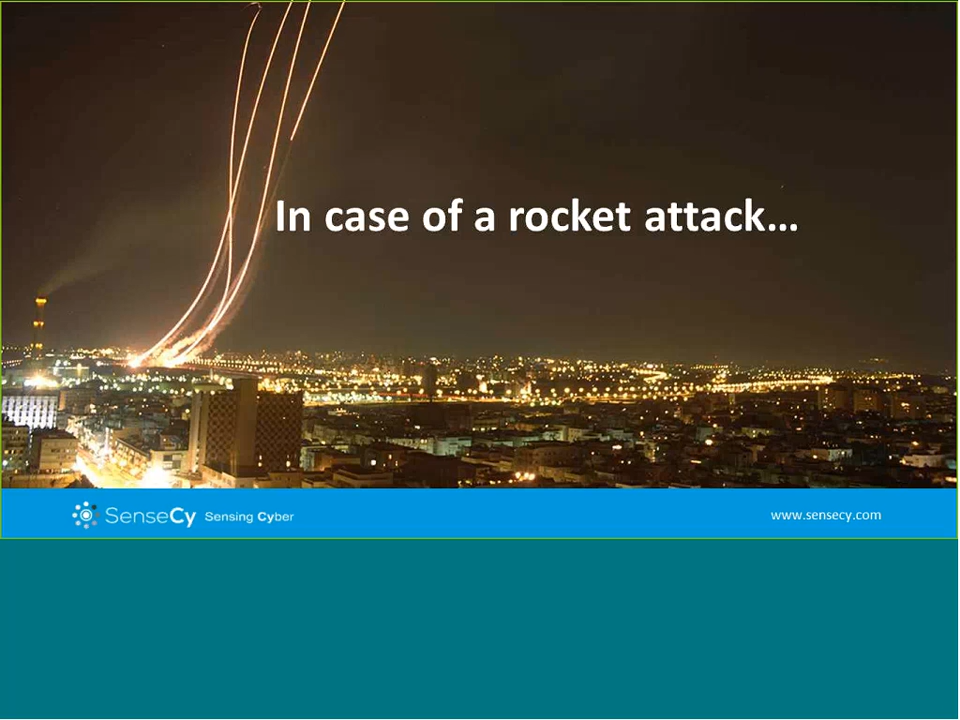 In case of a rocket attack…
SenseCy Sensing Cyber
www.sensecy.com